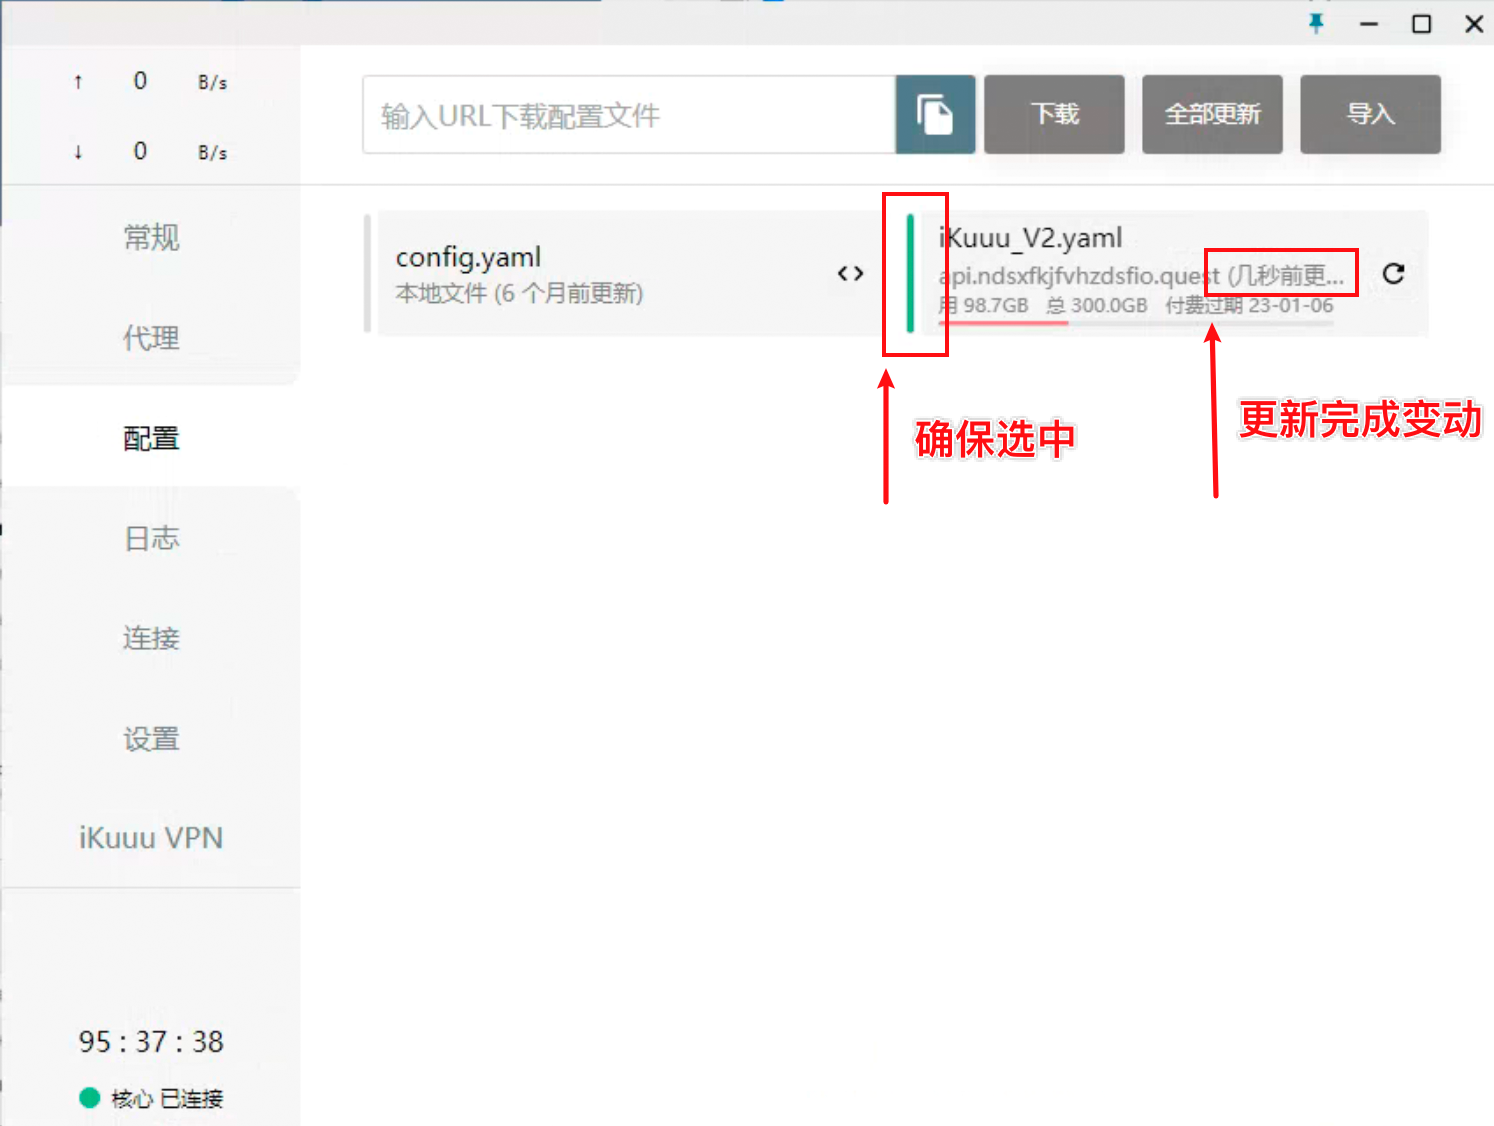 ↑ 0 B/s
↓ 0 B/s
常规
代理
配置
日志
连接
设置
iKuuu VPN
95 : 37 : 38
核心 已连接
输入URL下载配置文件
下载
全部更新
导入
config.yaml
本地文件 (6 个月前更新)
iKuuu_V2.yaml
api.ndsxfkjfvhzdsfio.quest (几秒前更...
用 98.7GB 总 300.0GB 付费过期 23-01-06
确保选中
更新完成变动